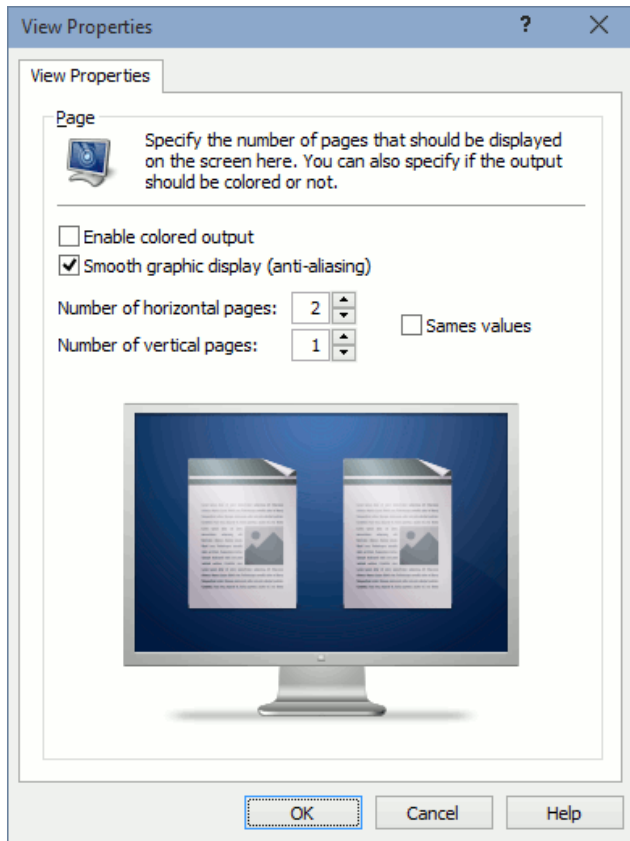 View Properties
?
View Properties
Page
Specify the number of pages that should be displayed
on the screen here. You can also specify if the output
should be colored or not.
Enable colored output
Smooth graphic display (anti-aliasing)
Number of horizontal pages: 2
Sames values
Number of vertical pages: 1
OK Cancel Help